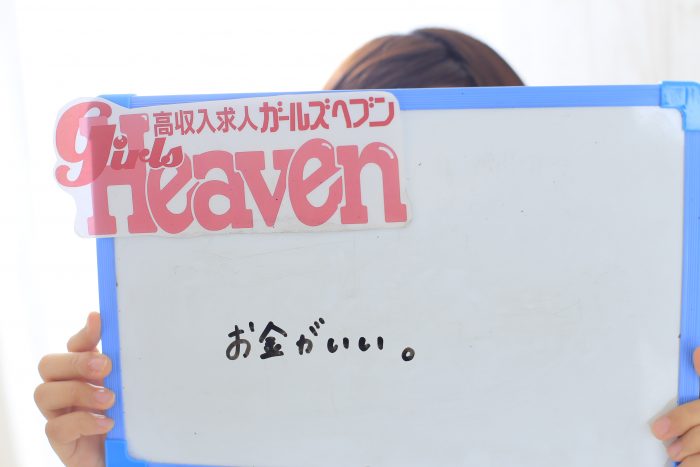 高収入求人ガールズヘブン
Girls
Heaven
お金がいい。